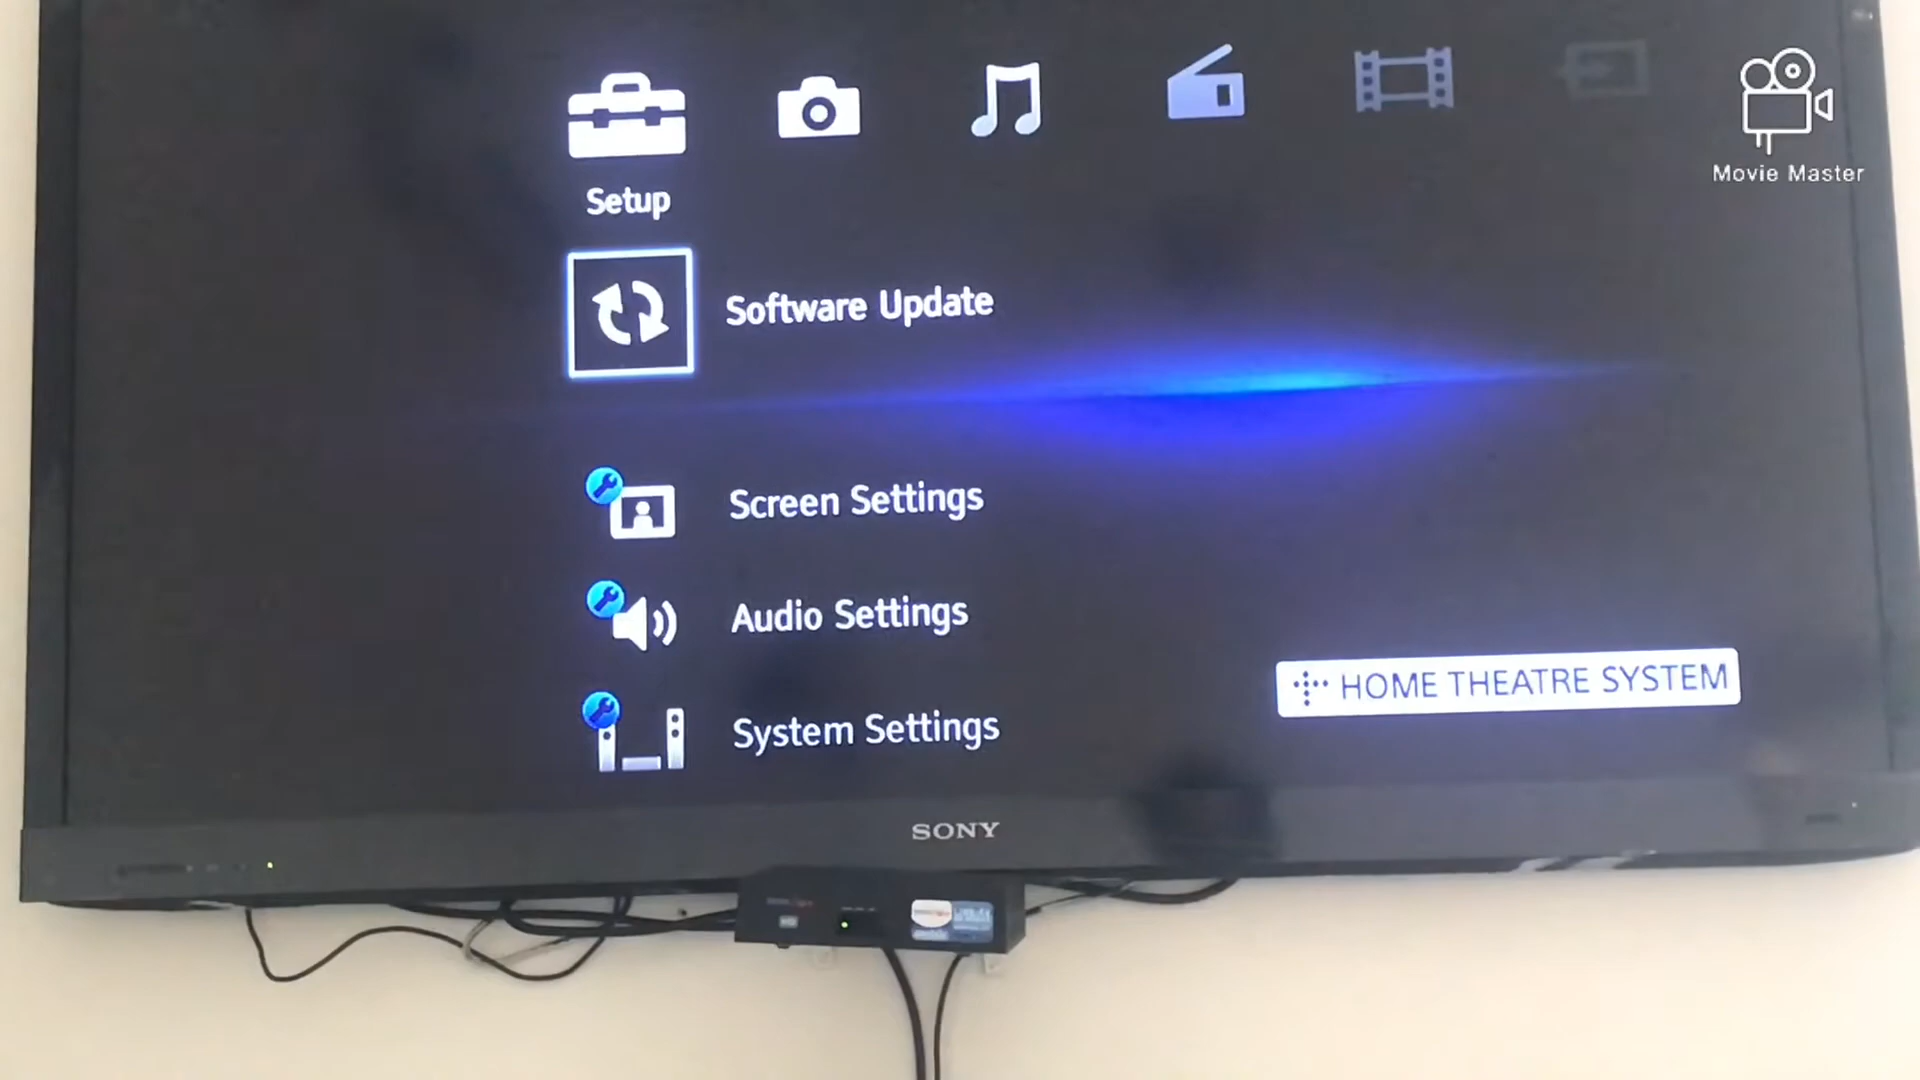 Movie Master
Setup
Software Update
Screen Settings
Audio Settings
System Settings
HOME THEATRE SYSTEM
SONY